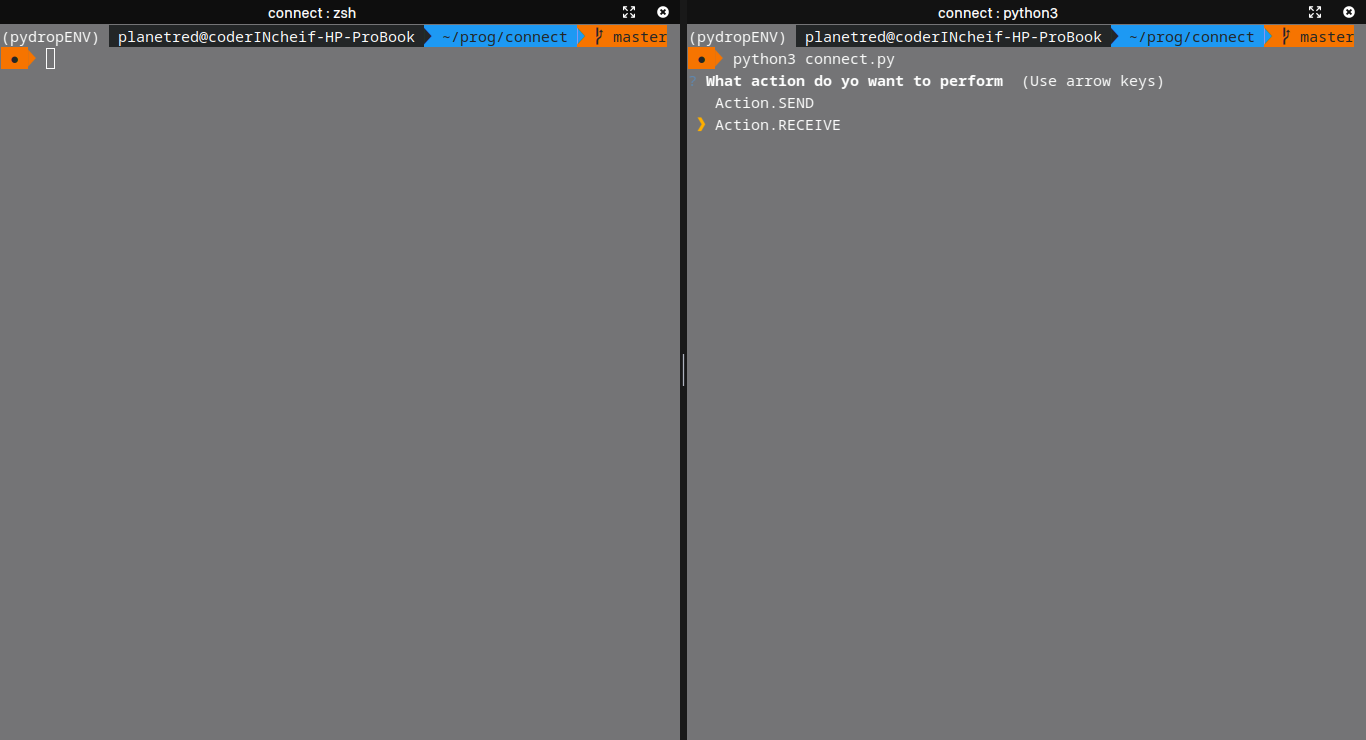 connect : zsh
(pydropENV) planetred@coderINcheif-HP-ProBook ~/prog/connect master
connect : python3
(pydropENV) planetred@coderINcheif-HP-ProBook ~/prog/connect master
● python3 connect.py
? What action do yo want to perform (Use arrow keys)
Action.SEND
❯ Action.RECEIVE